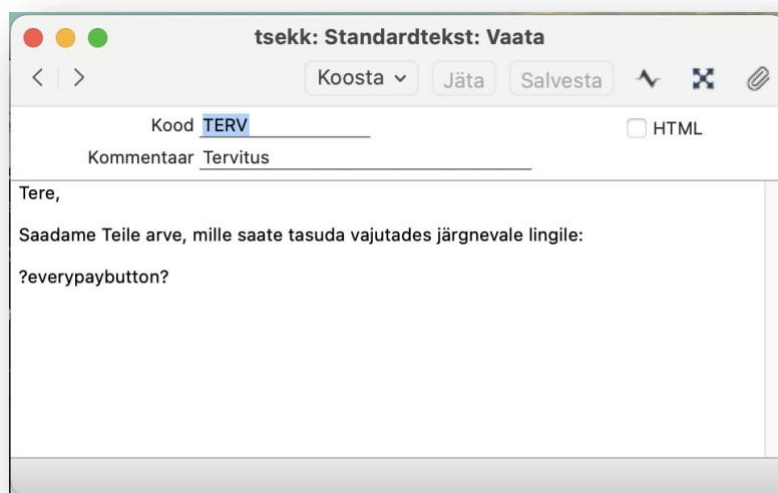 tsekk: Standardtekst: Vaata
Koosta Jäta Salvesta
Kood TERV HTML
Kommentaar Tervitus
Tere,
Saadame Teile arve, mille saate tasuda vajutades järgnevale lingile:
?everypaybutton?